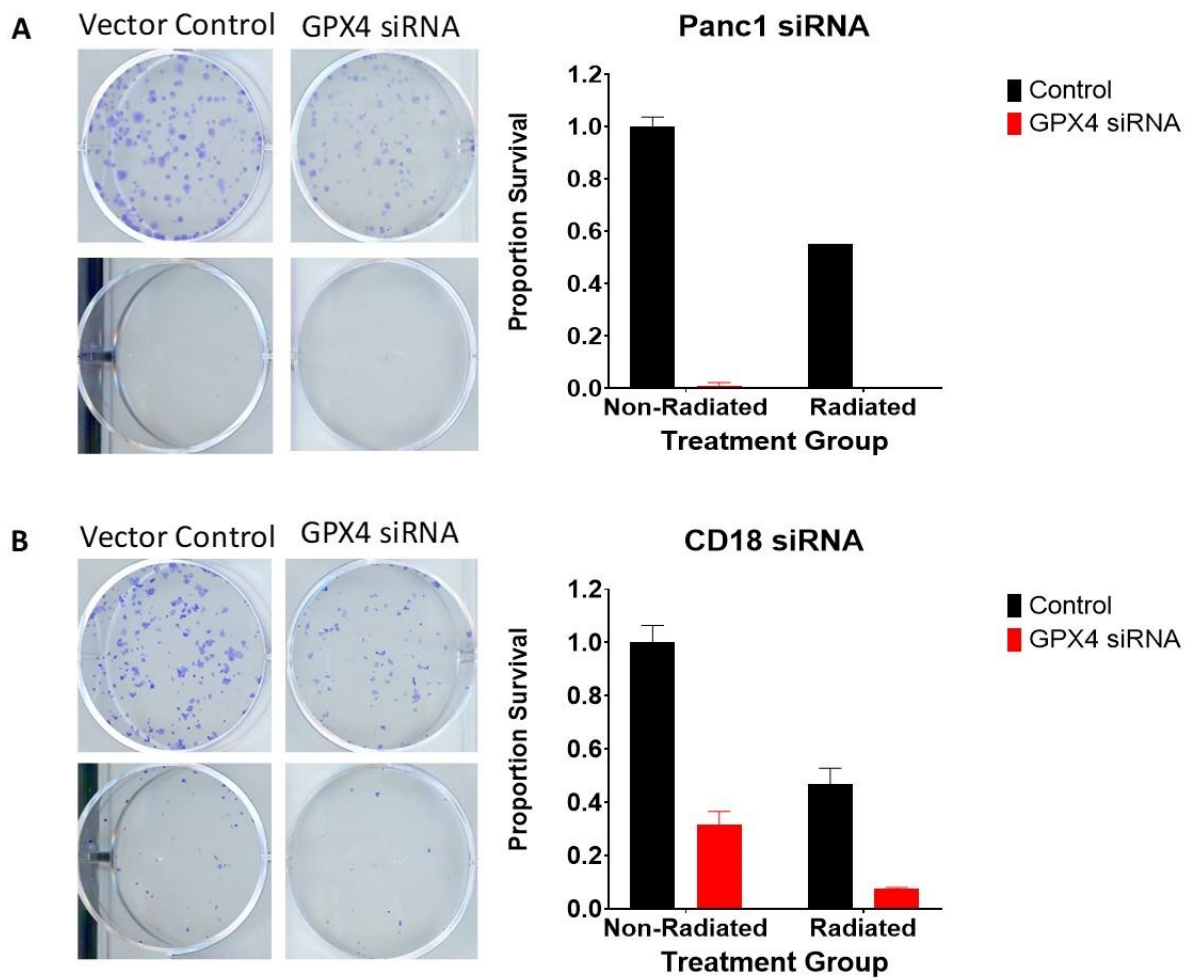 A
Vector Control
GPX4 siRNA
Panc1 siRNA
1.2
1.0
0.8
0.6
0.4
0.2
0.0
Proportion Survival
Non-Radiated
Radiated
Treatment Group
Control
GPX4 siRNA
B
Vector Control
GPX4 siRNA
CD18 siRNA
1.2
1.0
0.8
0.6
0.4
0.2
0.0
Proportion Survival
Non-Radiated
Radiated
Treatment Group
Control
GPX4 siRNA